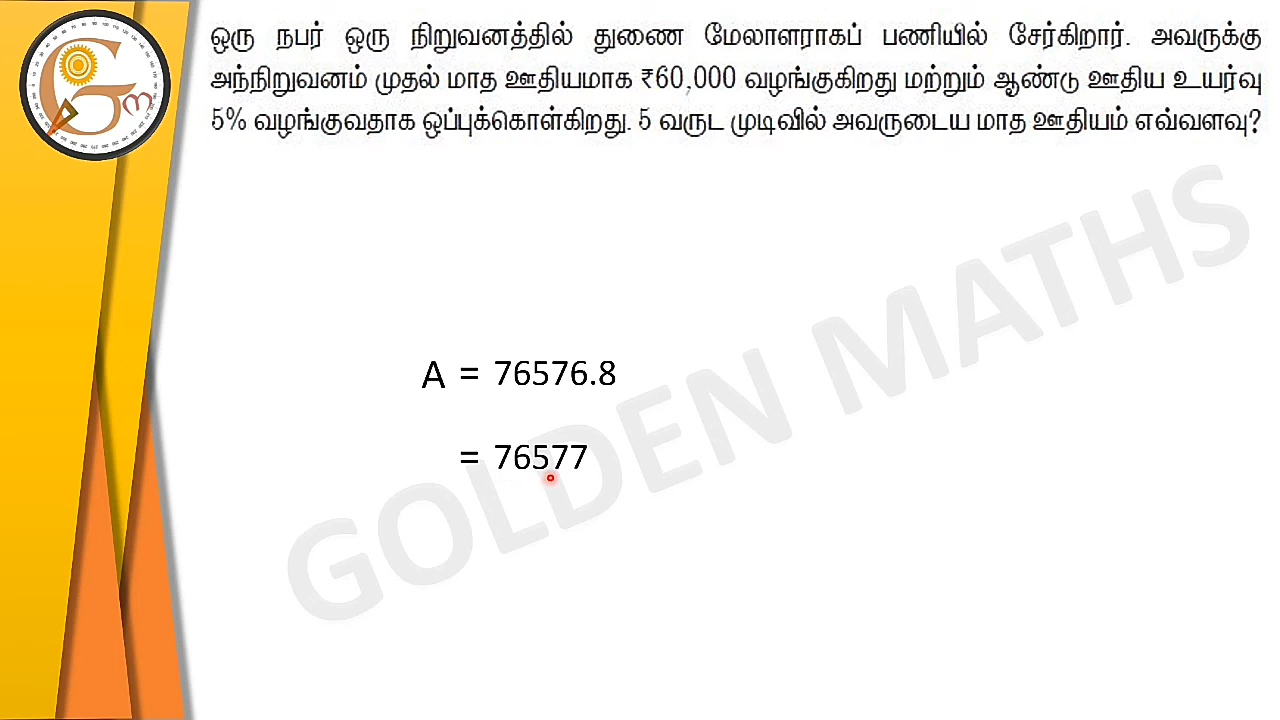 ஒரு நபர் ஒரு நிறுவனத்தில் துணை மேலாளராகப் பணியில் சேர்கிறார். அவருக்கு
அந்நிறுவனம் முதல் மாத ஊதியமாக ₹60,000 வழங்குகிறது மற்றும் ஆண்டு ஊதிய உயர்வு
5% வழங்குவதாக ஒப்புக்கொள்கிறது. 5 வருட முடிவில் அவருடைய மாத ஊதியம் எவ்வளவு?
A = 76576.8
= 76577
GOLDEN MATHS